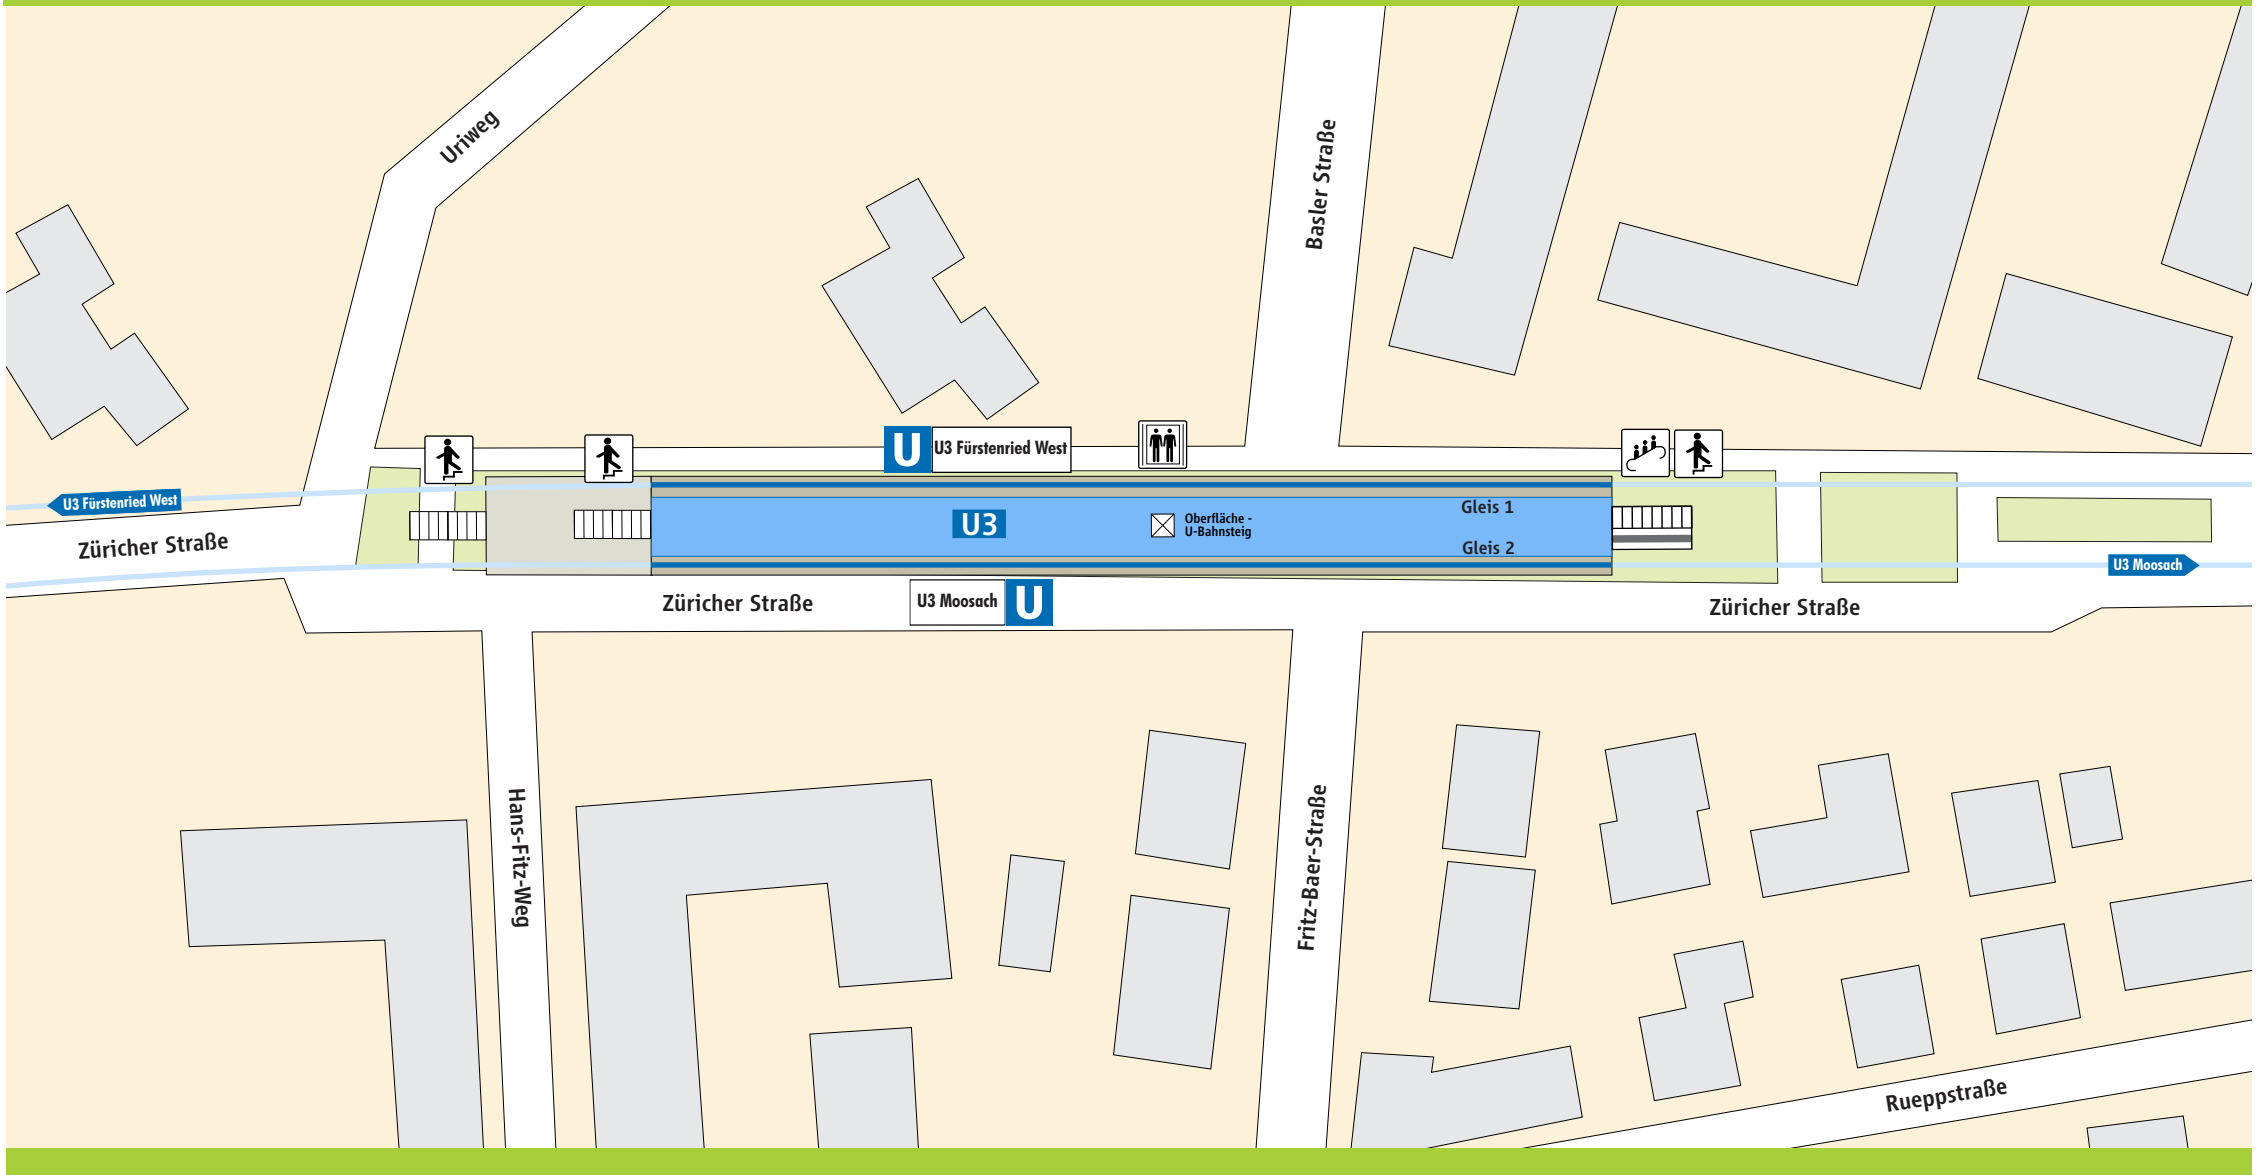 Uriweg
Basler Straße
U
U3 Fürstenried West
U3 Fürstenried West
Gleis 1
U3
Oberfläche -
U-Bahnsteig
Gleis 2
Züricher Straße
U3 Moosach
Züricher Straße
U3 Moosach
U
Züricher Straße
Hans-Fitz-Weg
Fritz-Baer-Straße
Rueppstraße